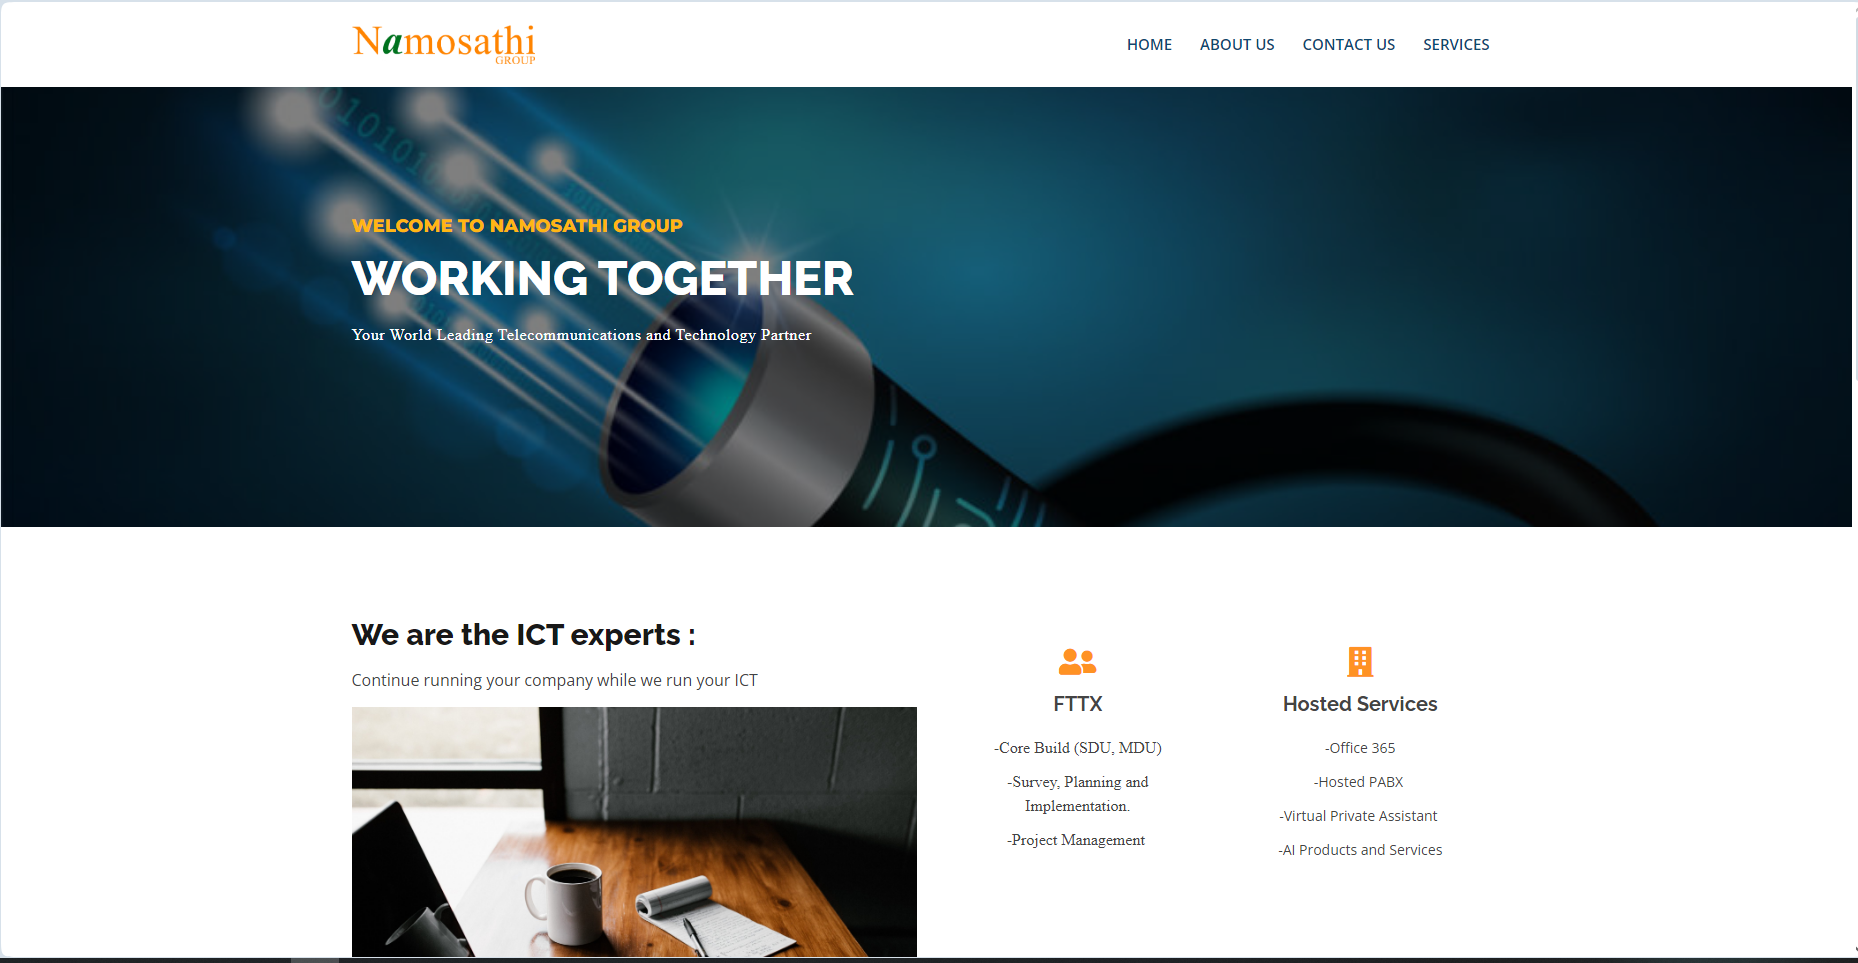 Namosathi
GROUP
HOME ABOUT US CONTACT US SERVICES
WELCOME TO NAMOSATHI GROUP
WORKING TOGETHER
Your World Leading Telecommunications and Technology Partner
We are the ICT experts :
Continue running your company while we run your ICT
FTTX
-Core Build (SDU, MDU)
-Survey, Planning and
Implementation.
-Project Management
Hosted Services
-Office 365
-Hosted PABX
-Virtual Private Assistant
-AI Products and Services